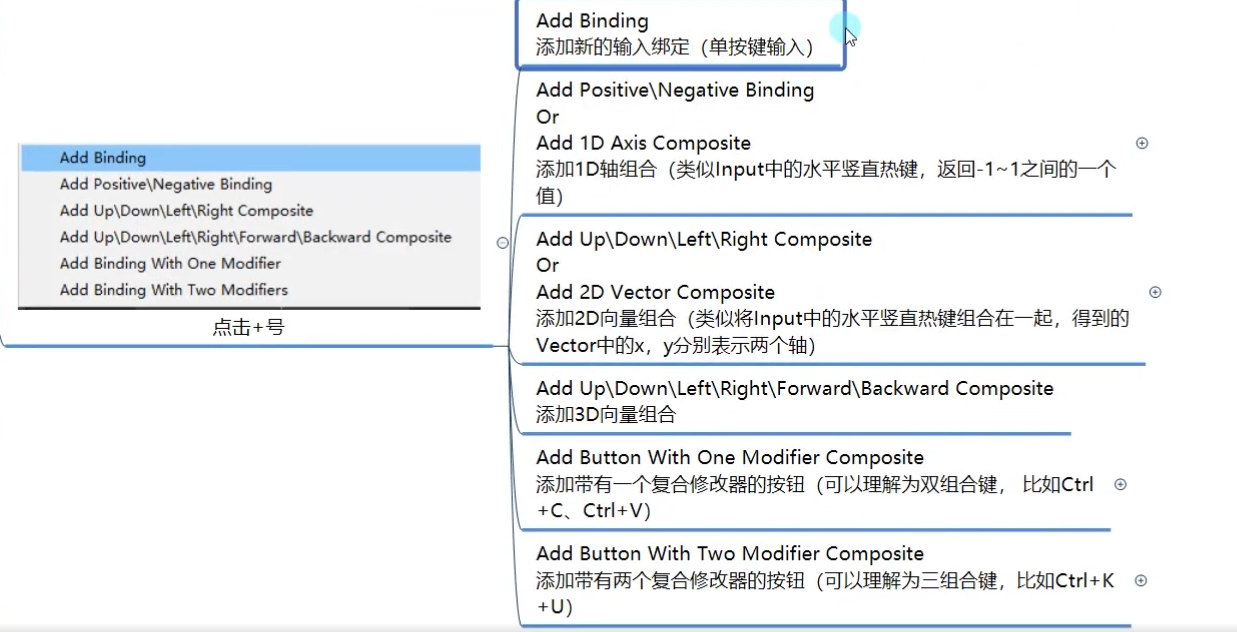 Add Binding
Add Positive\Negative Binding
Add Up\Down\Left\Right Composite
Add Up\Down\Left\Right\Forward\Backward Composite
Add Binding With One Modifier
Add Binding With Two Modifiers
点击+号
Add Binding
添加新的输入绑定（单按键输入）
Add Positive\Negative Binding
Or
Add 1D Axis Composite
添加1D轴组合（类似Input中的水平竖直热键，返回-1~1之间的一个
值）
Add Up\Down\Left\Right Composite
Or
Add 2D Vector Composite
添加2D向量组合（类似将Input中的水平竖直热键组合在一起，得到的
Vector中的x，y分别表示两个轴）
Add Up\Down\Left\Right\Forward\Backward Composite
添加3D向量组合
Add Button With One Modifier Composite
添加带有一个复合修改器的按钮（可以理解为双组合键， 比如Ctrl
+C、Ctrl+V）
Add Button With Two Modifier Composite
添加带有两个复合修改器的按钮（可以理解为三组合键，比如Ctrl+K
+U）